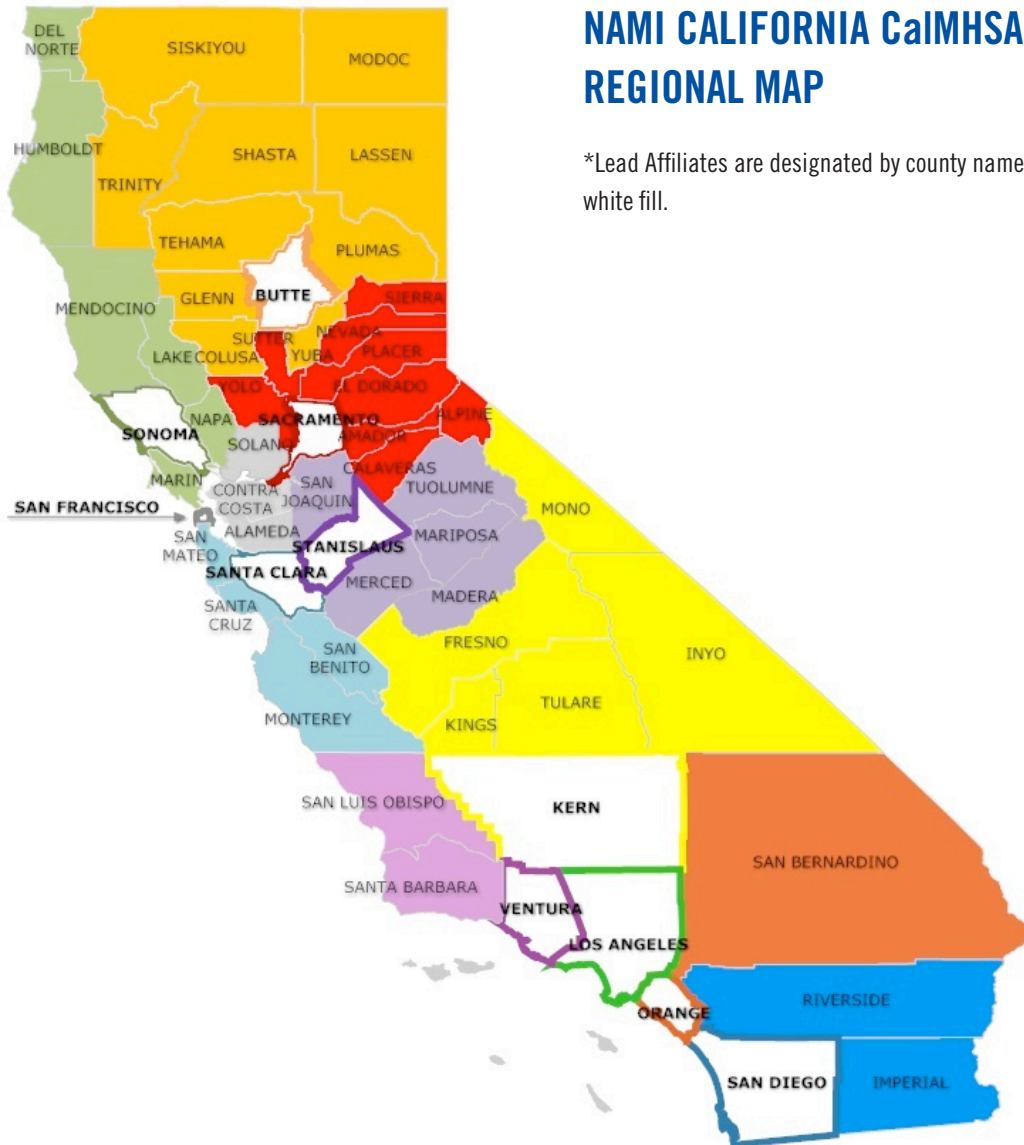 NAMI CALIFORNIA CalMHSA
REGIONAL MAP
*Lead Affiliates are designated by county name
white fill.
DEL
NORTE
SISKIYOU
MODOC
HUMBOLDT
TRINITY
SHASTA
LASSEN
TEHAMA
PLUMAS
MENDOCINO
GLENN
BUTTE
SIERRA
LAKE
COLUSA
SUTTER
YUBA
NEVADA
PLACER
YOLO
EL DORADO
NAPA
SACRAMENTO
ALPINE
SONOMA
SOLANO
AMADOR
MARIN
CALAVERAS
CONTRA
COSTA
SAN
JOAQUIN
TUOLUMNE
SAN FRANCISCO
MONO
ALAMEDA
SAN
MATEO
STANISLAUS
MARIPOSA
SANTA CLARA
MERCED
MADERA
SANTA
CRUZ
FRESNO
SAN
BENITO
INYO
MONTEREY
KINGS
TULARE
SAN LUIS OBISPO
KERN
SAN BERNARDINO
SANTA BARBARA
VENTURA
LOS ANGELES
ORANGE
RIVERSIDE
SAN DIEGO
IMPERIAL